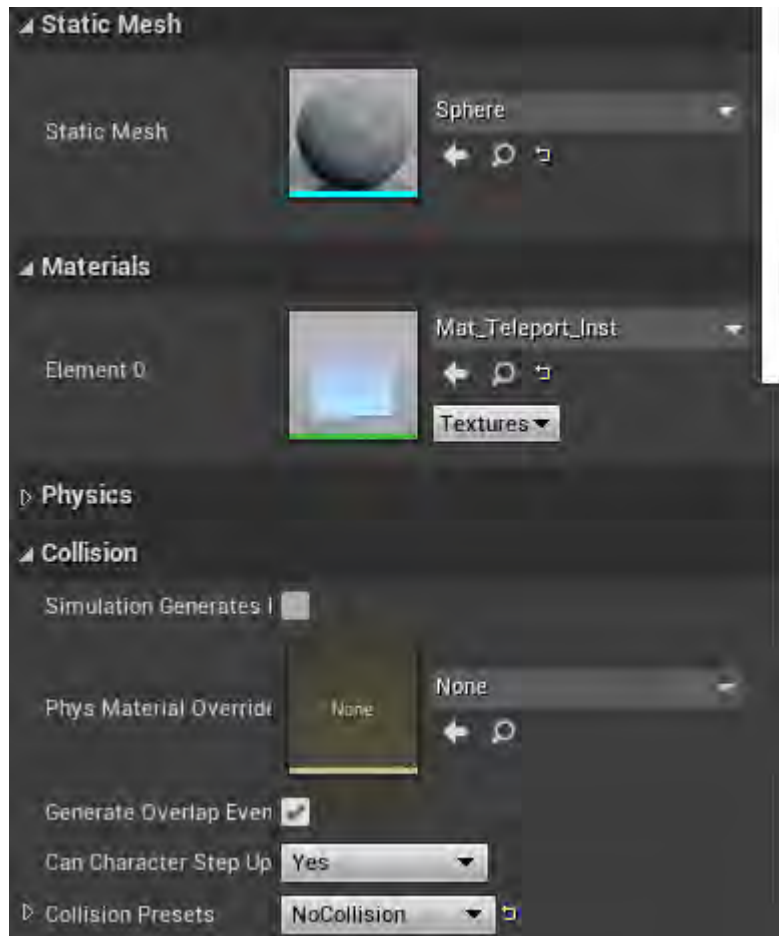 Static Mesh
Static Mesh
Sphere
Materials
Element 0
Mat_Teleport_Inst
Textures
Physics
Collision
Simulation Generates
Phys Material Override
None
None
Generate Overlap Even
Can Character Step Up
Yes
Collision Presets
NoCollision